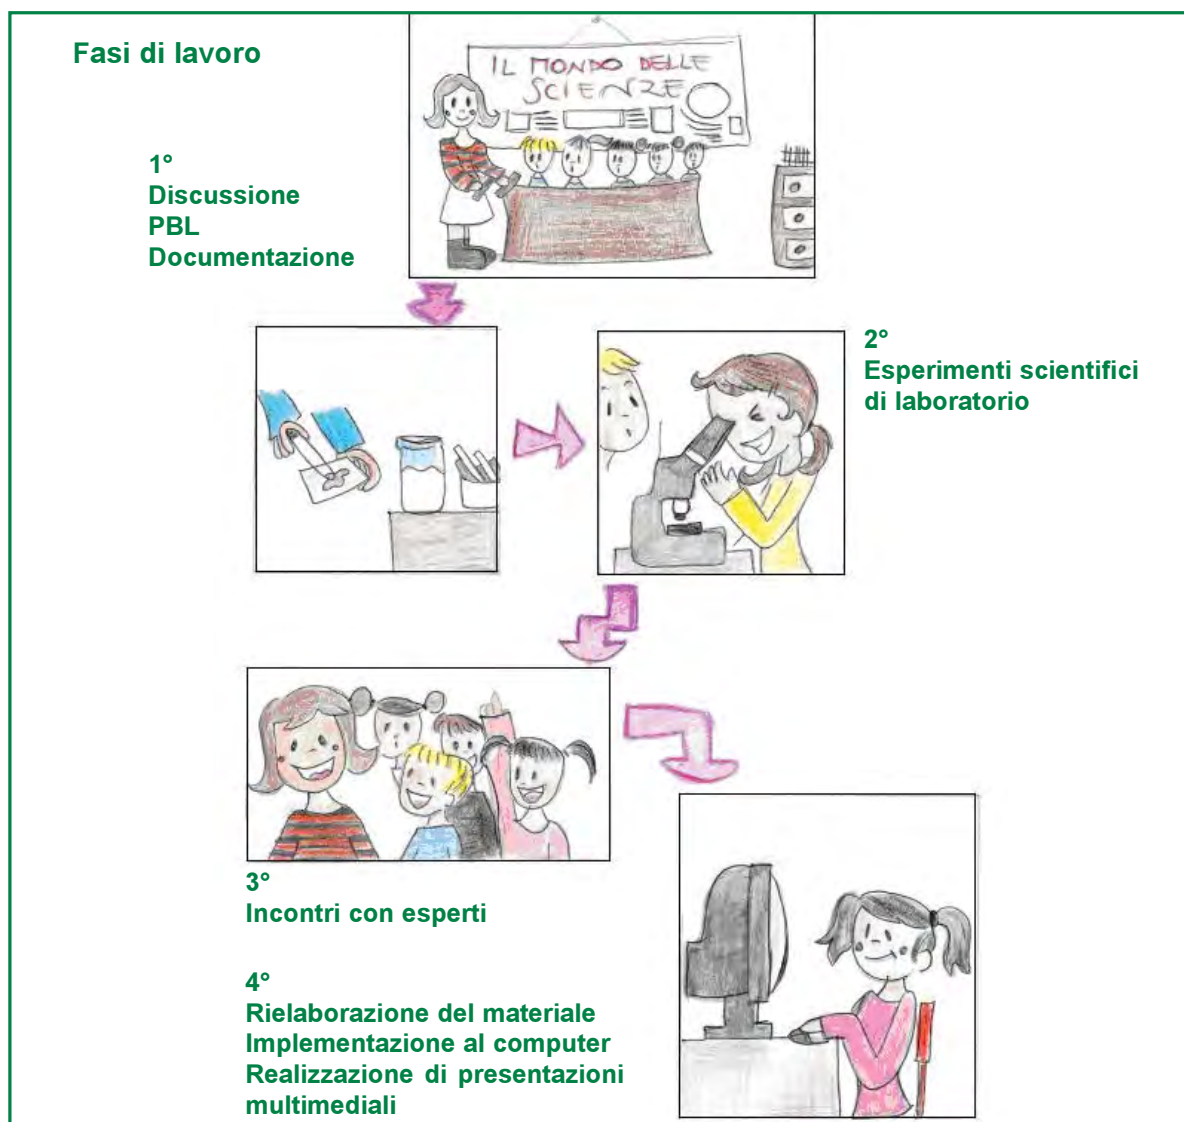 Fasi di lavoro
IL MONDO DELLE
SCIENZE
1°
Discussione
PBL
Documentazione
2°
Esperimenti scientifici
di laboratorio
3°
Incontri con esperti
4°
Rielaborazione del materiale
Implementazione al computer
Realizzazione di presentazioni
multimediali